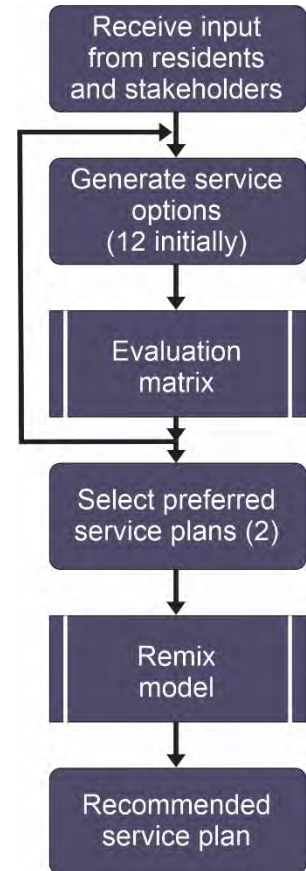 Receive input
from residents
and stakeholders
Generate service
options
(12 initially)
Evaluation
matrix
Select preferred
service plans (2)
Remix
model
Recommended
service plan